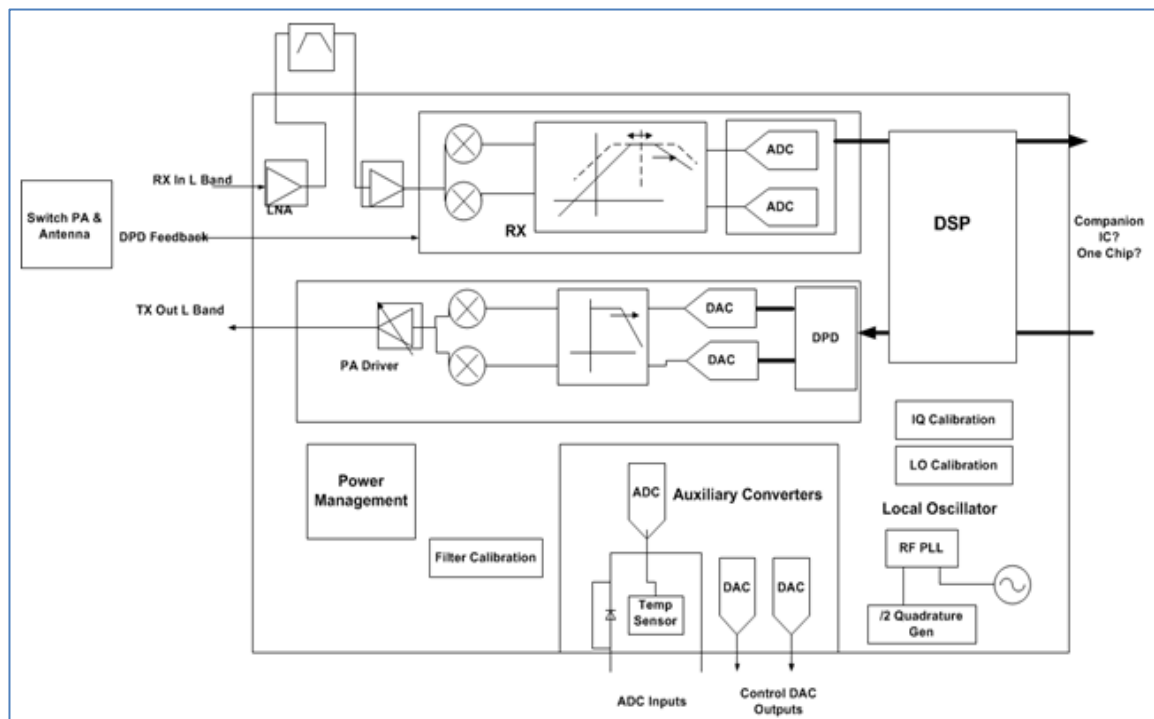 RX In L Band
LNA
Switch PA &
Antenna
DPD Feedback
RX
ADC
ADC
DSP
Companion
IC?
One Chip?
TX Out L Band
PA Driver
DAC
DAC
DPD
IQ Calibration
LO Calibration
Power
Management
Filter Calibration
ADC
Auxiliary Converters
Temp
Sensor
DAC
DAC
Local Oscillator
RF PLL
/2 Quadrature
Gen
ADC Inputs
Control DAC
Outputs